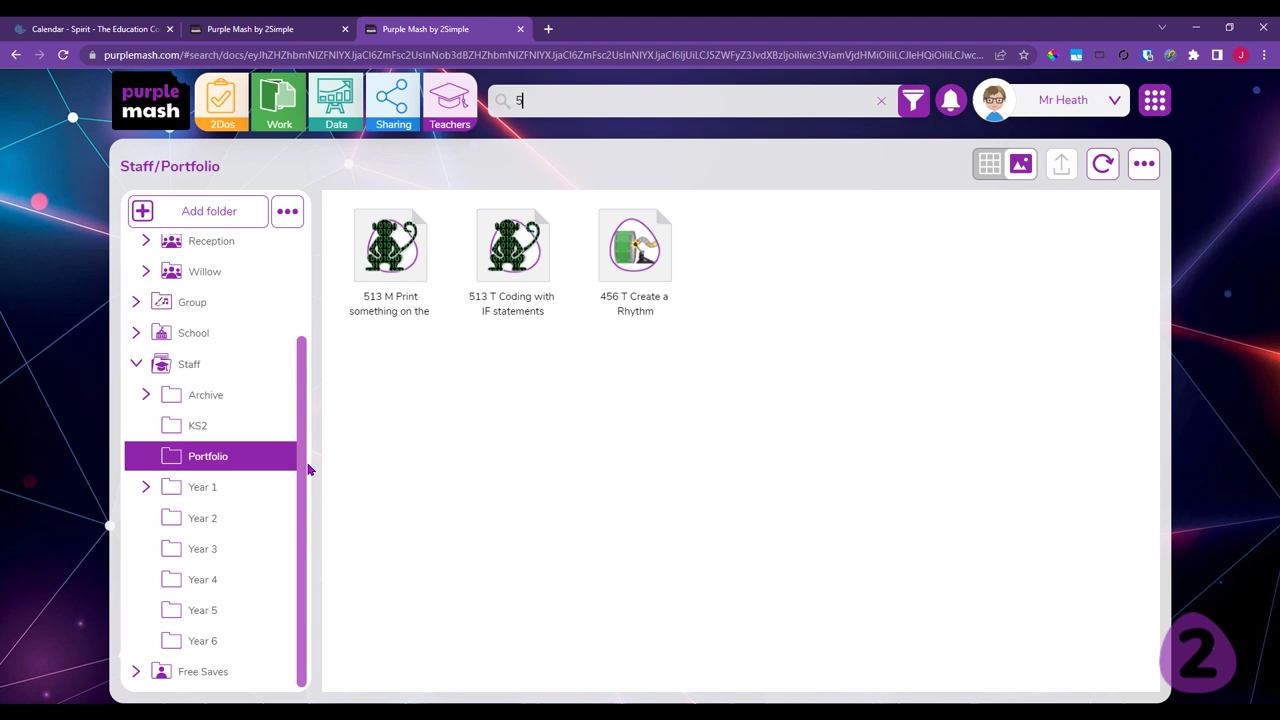 Calendar - Spirit - The Education Co
Purple Mash by 2Simple
Purple Mash by 2Simple
purple
mash
2Dos
Work
Data
Sharing
Teachers
5
Mr Heath
Staff/Portfolio
Add folder
Reception
Willow
Group
School
Staff
Archive
KS2
Portfolio
Year 1
Year 2
Year 3
Year 4
Year 5
Year 6
Free Saves
513 M Print
something on the
513 T Coding with
IF statements
456 T Create a
Rhythm
J
2